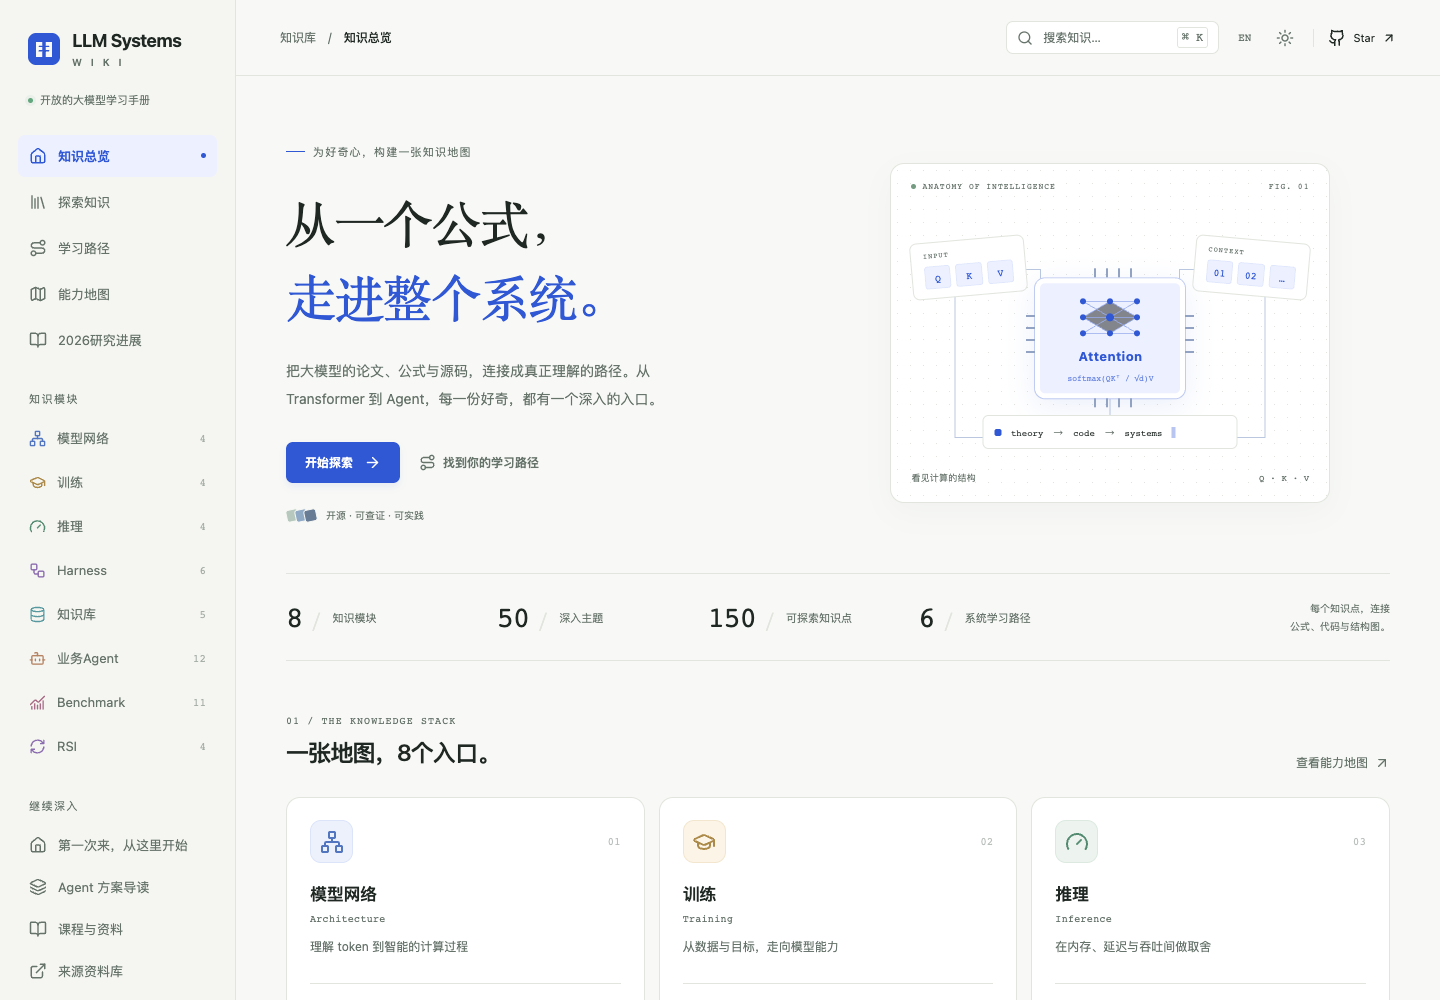 LLM Systems
WIKI
开放的大模型学习手册
知识总览
探索知识
学习路径
能力地图
2026研究进展
知识模块
模型网络 4
训练 4
推理 4
Harness 6
知识库 5
业务Agent 12
Benchmark 11
RSI 4
继续深入
第一次来，从这里开始
Agent 方案导读
课程与资料
来源资料库
知识库 / 知识总览
搜索知识... ⌘ K
EN
Star
为好奇心，构建一张知识地图
从一个公式，
走进整个系统。
把大模型的论文、公式与源码，连接成真正理解的路径。从
Transformer 到 Agent，每一份好奇，都有一个深入的入口。
开始探索 →
找到你的学习路径
开源 · 可查证 · 可实践
ANATOMY OF INTELLIGENCE FIG. 01
INPUT
Q K V
CONTEXT
01 02 …
Attention
softmax(QKᵀ / √d)V
theory → code → systems
看见计算的结构 Q · K · V
8 / 知识模块
50 / 深入主题
150 / 可探索知识点
6 / 系统学习路径
每个知识点，连接
公式、代码与结构图。
01 / THE KNOWLEDGE STACK
一张地图，8个入口。
查看能力地图
01
模型网络
Architecture
理解 token 到智能的计算过程
02
训练
Training
从数据与目标，走向模型能力
03
推理
Inference
在内存、延迟与吞吐间做取舍